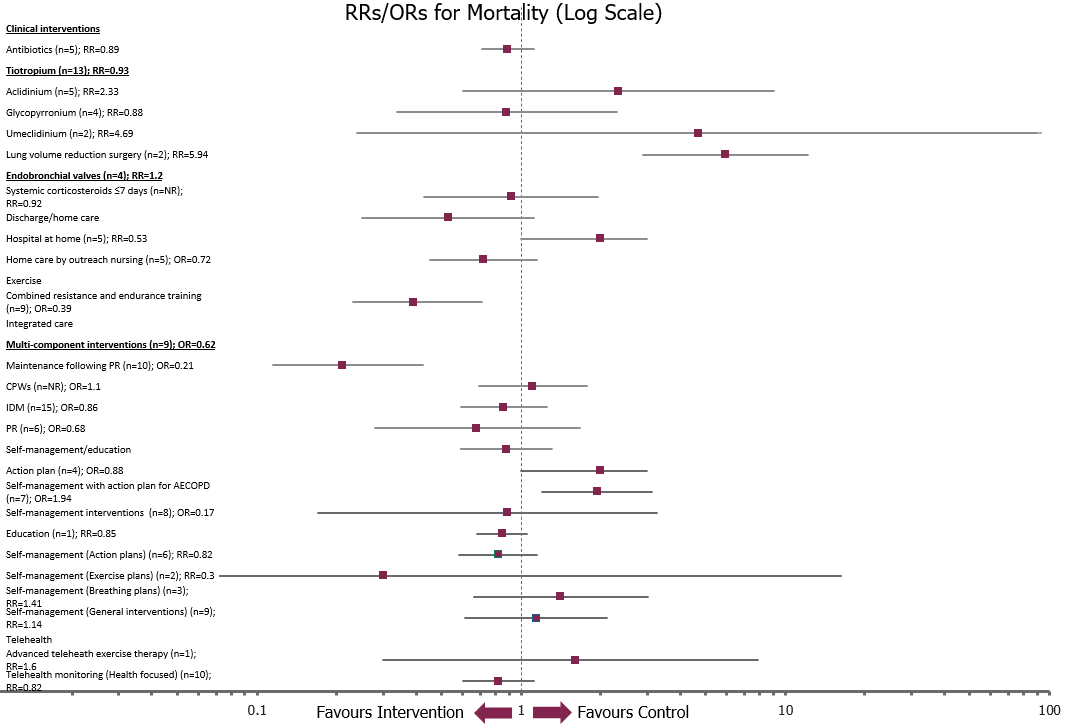 RRs/ORs for Mortality (Log Scale)
Clinical interventions
Antibiotics (n=5); RR=0.89
Tiotropium (n=13); RR=0.93
Aclidinium (n=5); RR=2.33
Glycopyrronium (n=4); RR=0.88
Umeclidinium (n=2); RR=4.69
Lung volume reduction surgery (n=2); RR=5.94
Endobronchial valves (n=4); RR=1.2
Systemic corticosteroids ≤7 days (n=NR);
RR=0.92
Discharge/home care
Hospital at home (n=5); RR=0.53
Home care by outreach nursing (n=5); OR=0.72
Exercise
Combined resistance and endurance training
(n=9); OR=0.39
Integrated care
Multi-component interventions (n=9); OR=0.62
Maintenance following PR (n=10); OR=0.21
CPWs (n=NR); OR=1.1
IDM (n=15); OR=0.86
PR (n=6); OR=0.68
Self-management/education
Action plan (n=4); OR=0.88
Self-management with action plan for AECOPD
(n=7); OR=1.94
Self-management interventions (n=8); OR=0.17
Education (n=1); RR=0.85
Self-management (Action plans) (n=6); RR=0.82
Self-management (Exercise plans) (n=2); RR=0.3
Self-management (Breathing plans) (n=3);
RR=1.41
Self-management (General interventions) (n=9);
RR=1.14
Telehealth
Advanced teleheath exercise therapy (n=1);
RR=1.6
Telehealth monitoring (Health focused) (n=10);
RR=0.82
0.1 1 10 100
Favours Intervention Favours Control